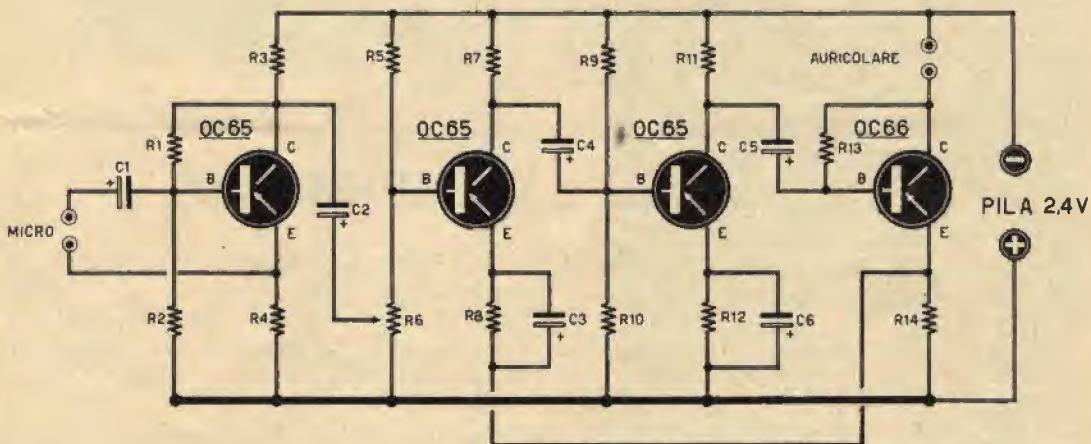 R3
R5
R7
R9
R11
AURICOLARE
OC65
OC65
OC65
OC66
R1
C
C
C4
C
C5
R13
C
C1
+
B
B
+
B
+
B
-
C2
+
PILA 2,4V
MICRO
E
E
E
E
+
R2
R4
R6
R8
C3
+
R10
R12
C6
+
R14